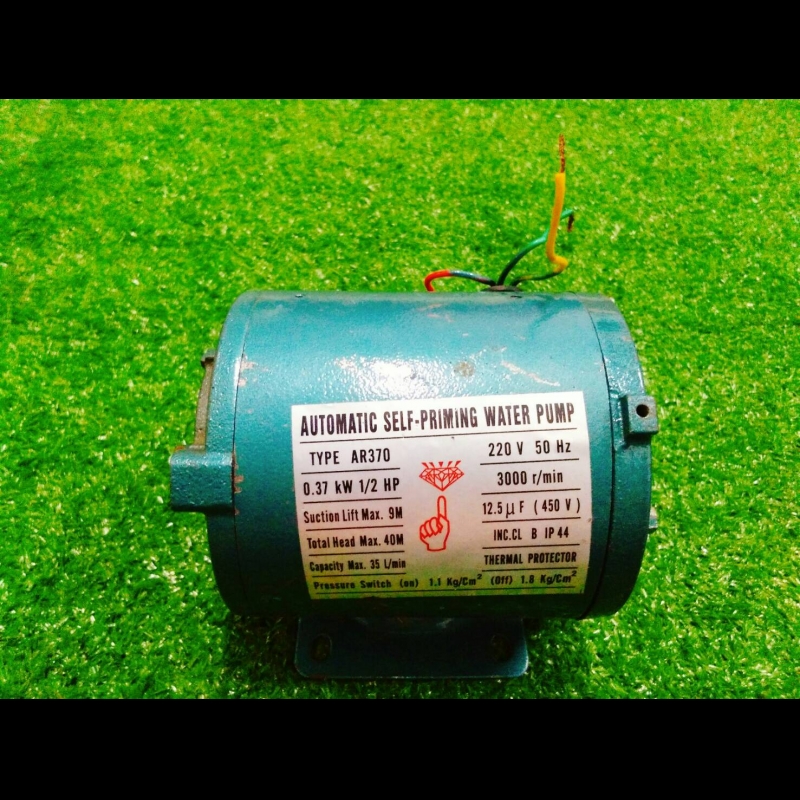 AUTOMATIC SELF-PRIMING WATER PUMP
TYPE AR370
0.37 kW 1/2 HP
Suction Lift Max. 9M
Total Head Max. 40M
Capacity Max. 35 L/min
220 V 50 Hz
3000 r/min
12.5 µ F (450 V)
INC.CL B IP 44
THERMAL PROTECTOR
Pressure Switch (on) 1.1 Kg/Cm² (Off) 1.8 Kg/Cm²